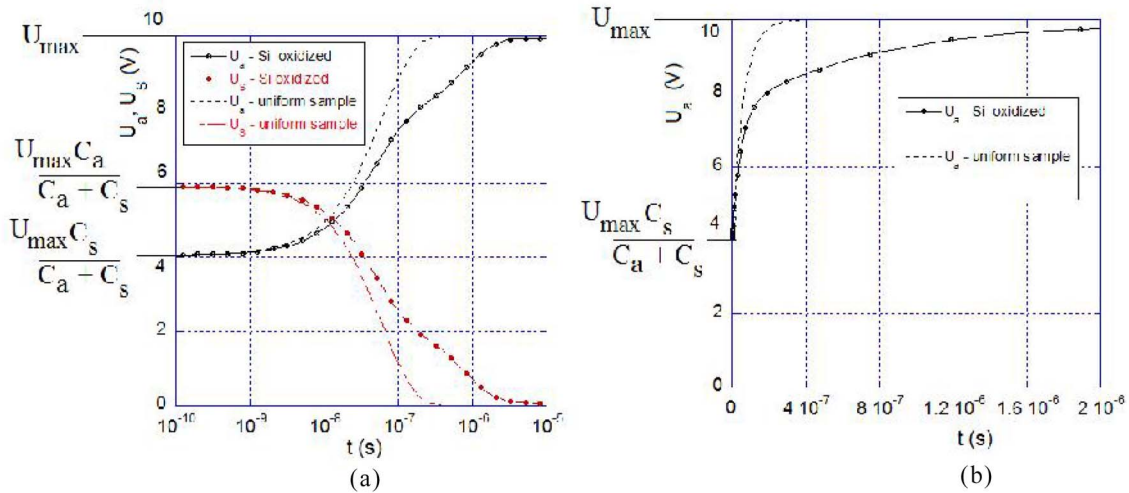 U_max
10
8
6
4
2
0
U_a, U_s (V)
U_max C_a
C_a + C_s
U_max C_s
C_a + C_s
U_a - Si oxidized
U_s - Si oxidized
U_a - uniform sample
U_s - uniform sample
10^-10
10^-9
10^-8
10^-7
10^-6
10^-5
t (s)
(a)
U_max
10
8
6
4
2
0
U_a (V)
U_max C_s
C_a + C_s
U_a Si oxidized
U_a - uniform sample
0
4 10^-7
8 10^-7
1.2 10^-6
1.6 10^-6
2 10^-6
t (s)
(b)